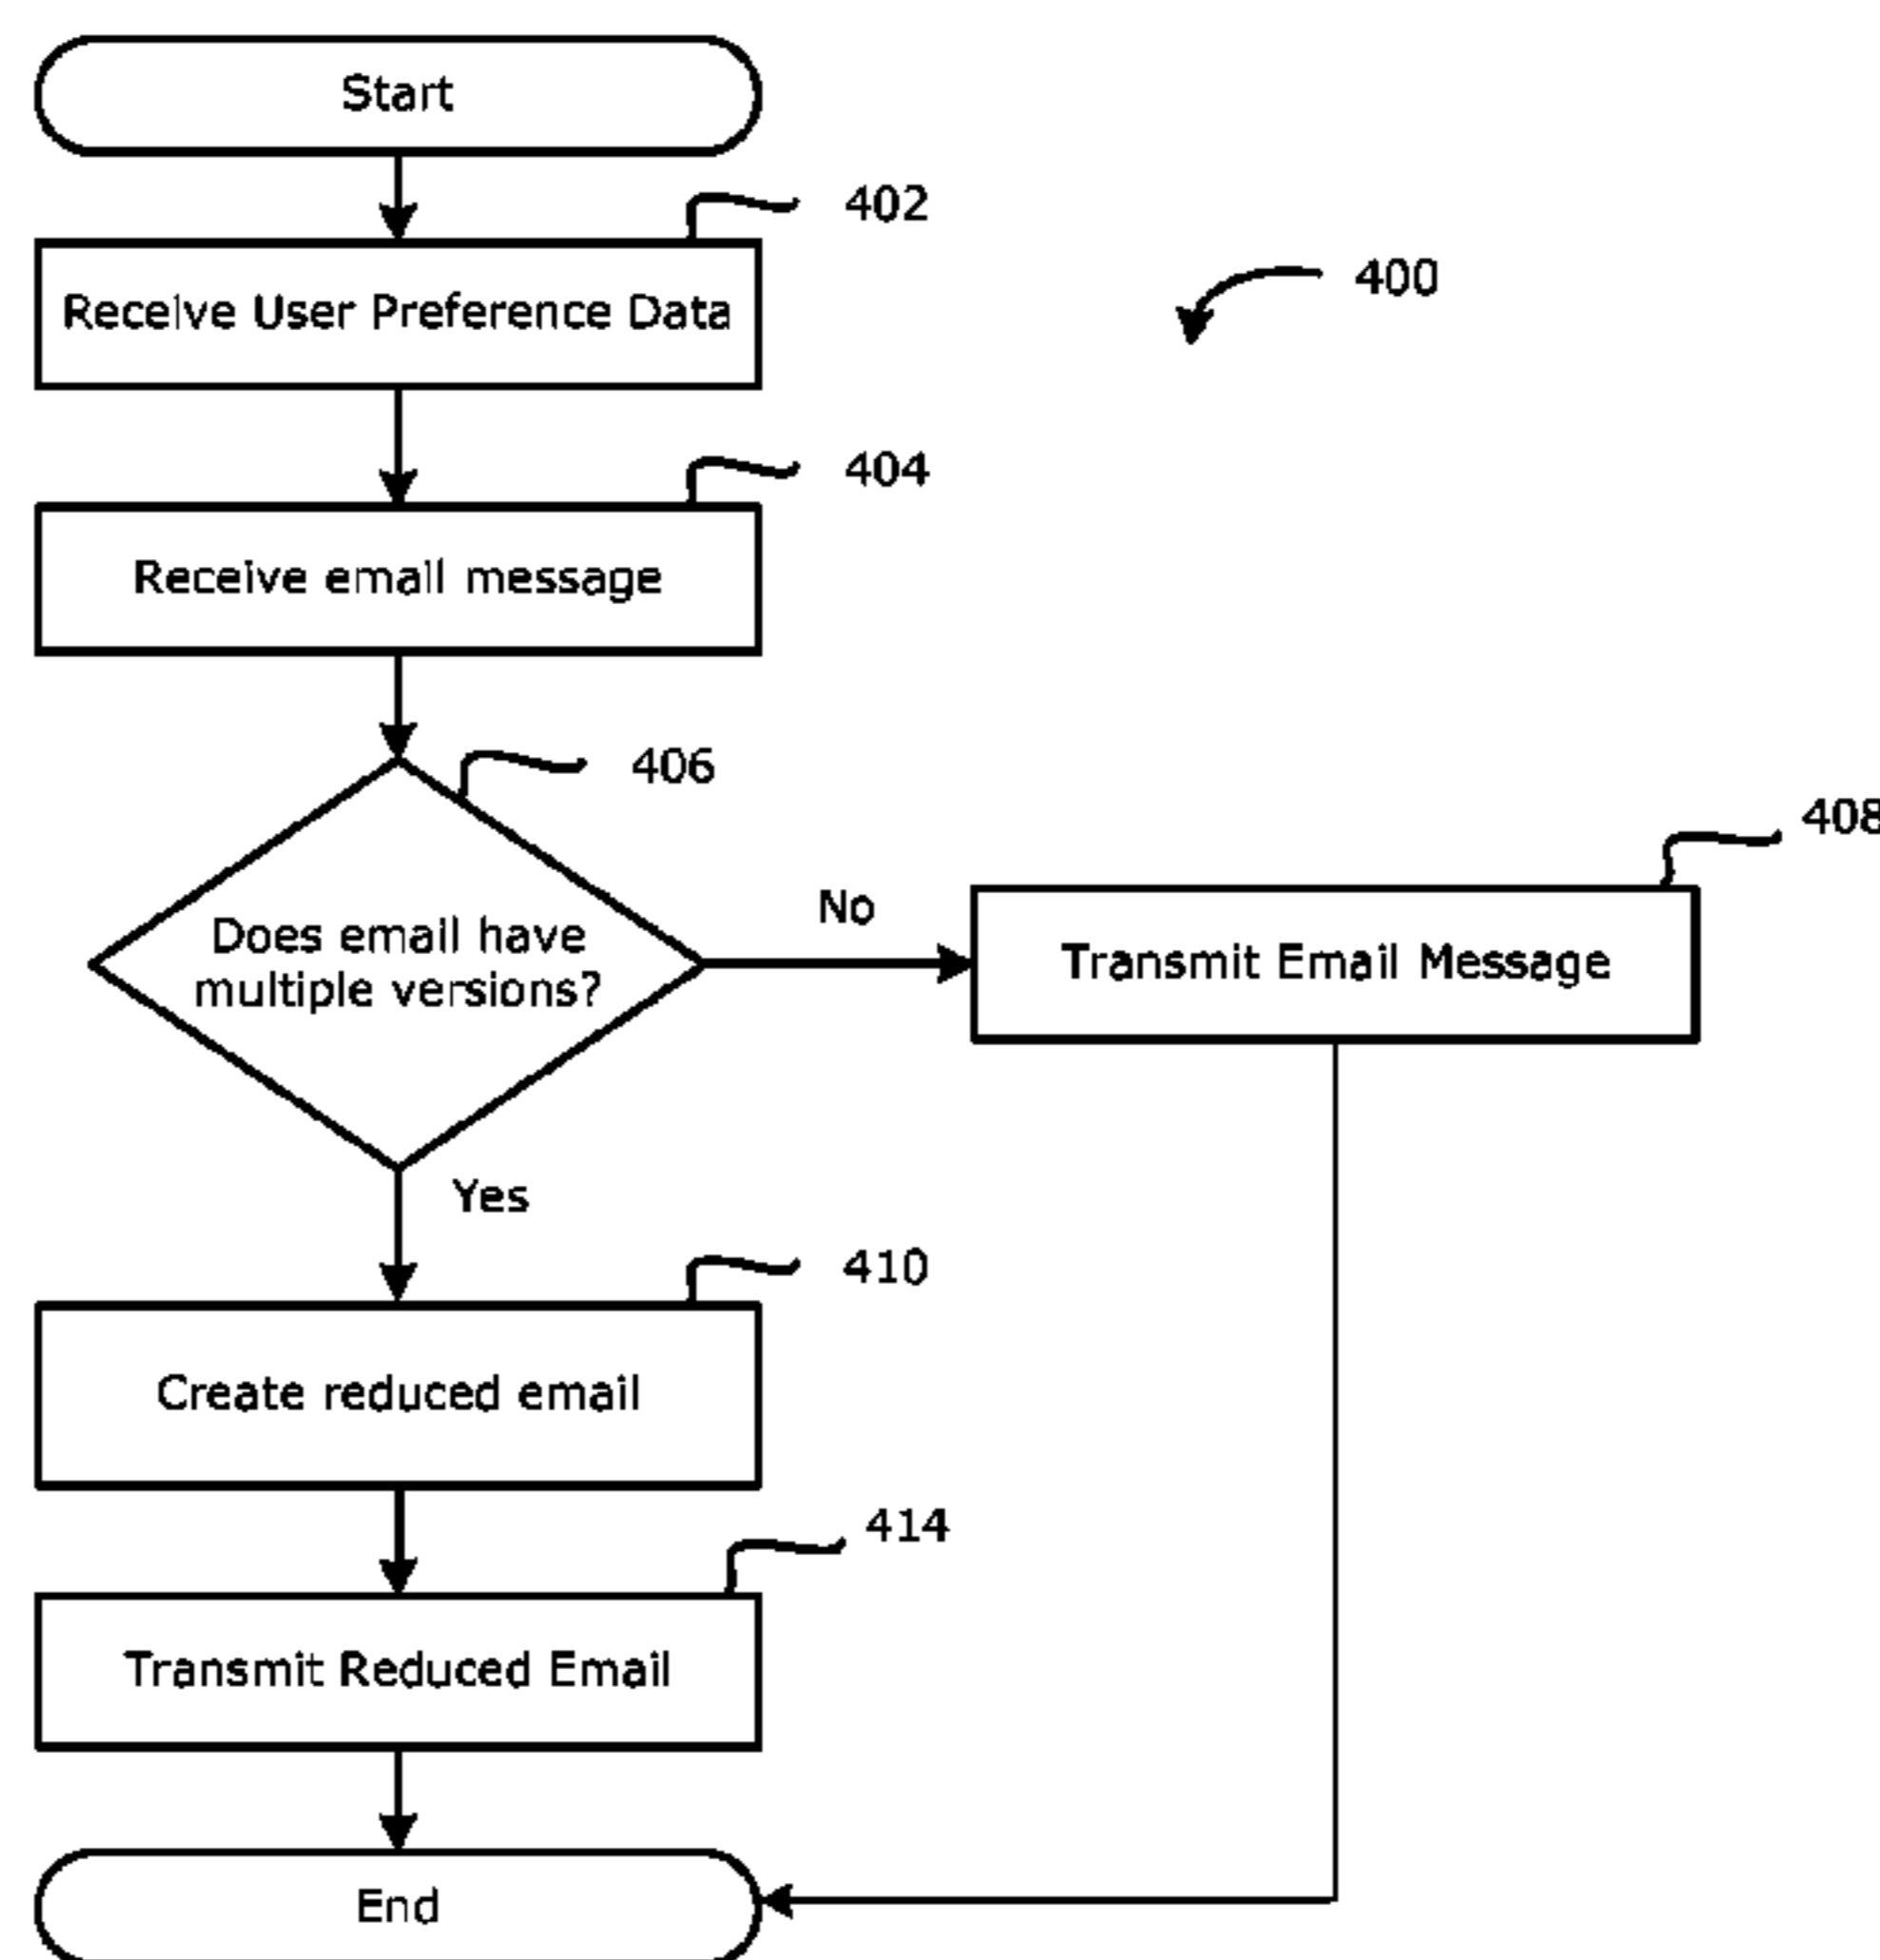 Start
402
Receive User Preference Data
400
404
Receive email message
406
Does email have
multiple versions?
No
408
Transmit Email Message
Yes
410
Create reduced email
414
Transmit Reduced Email
End